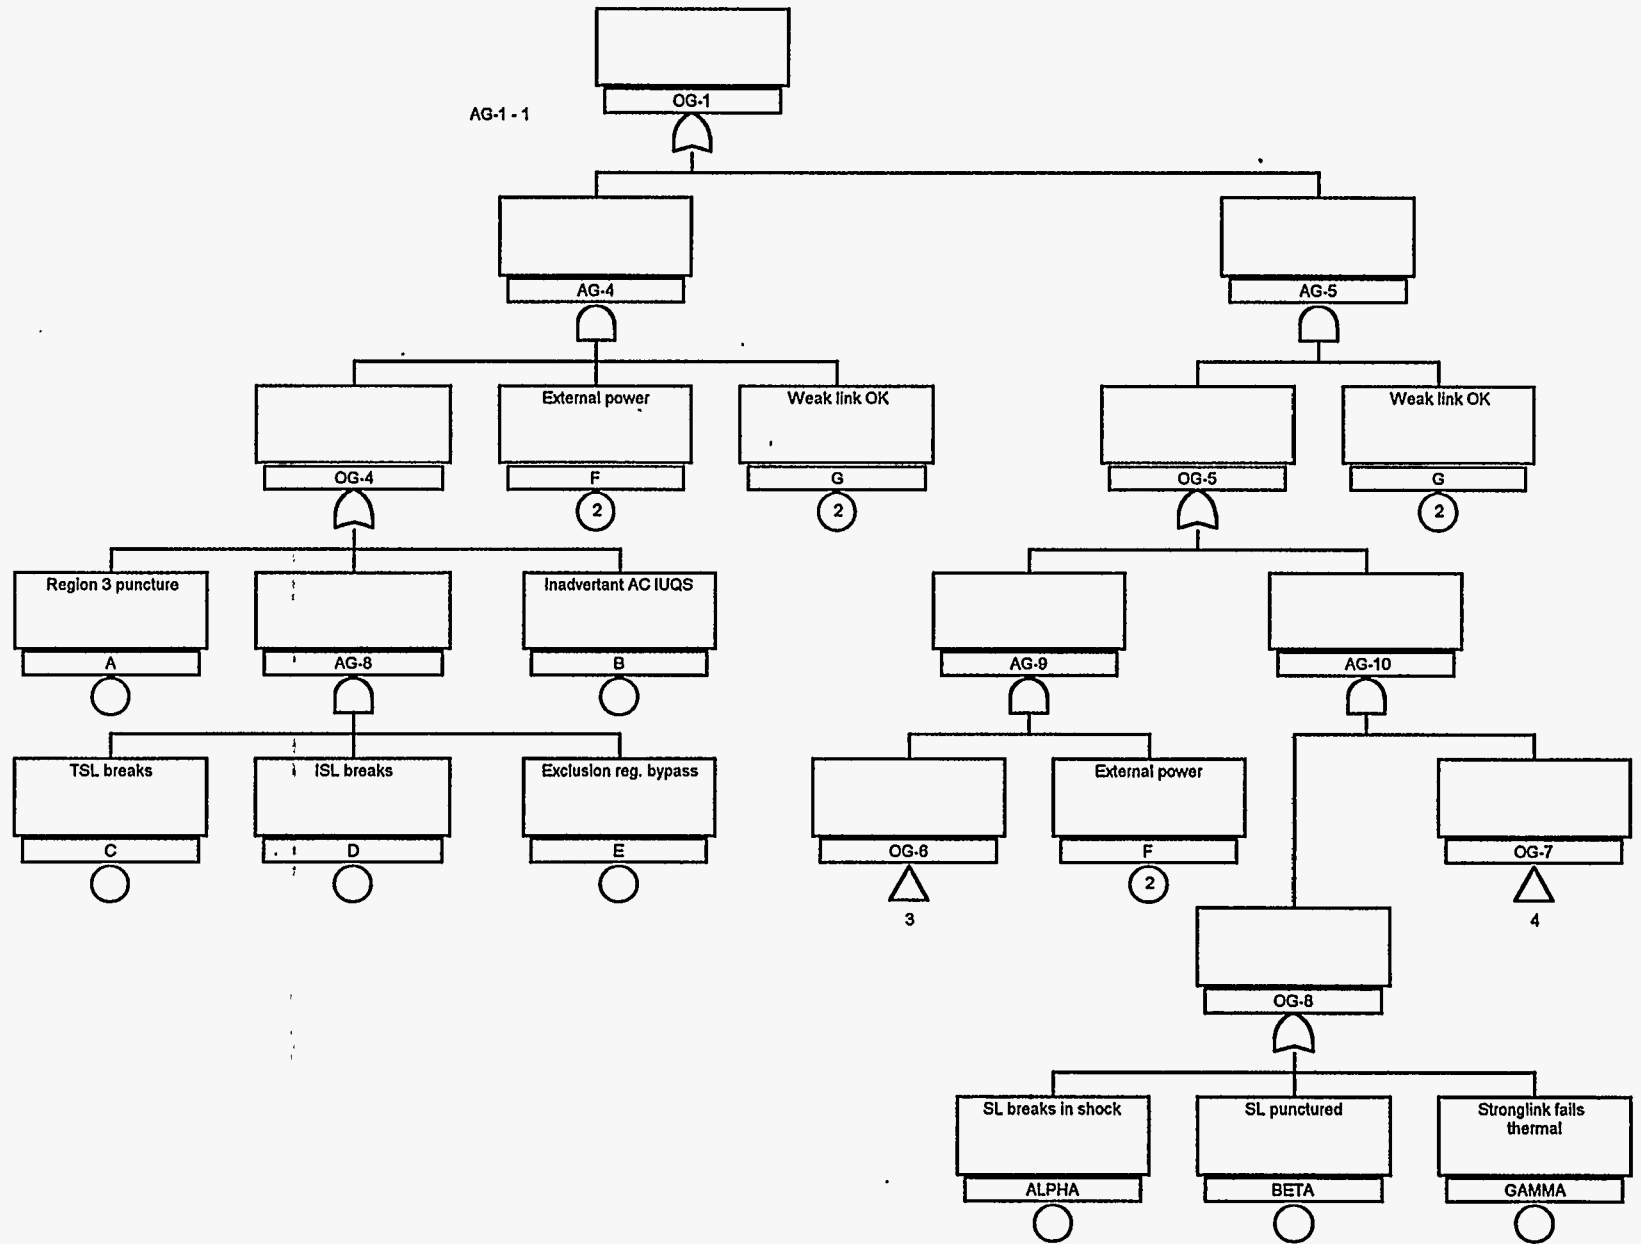 OG-1
AG-1 - 1
AG-4
AG-5
External power
Weak link OK
Weak link OK
OG-4
F
G
OG-5
G
2
2
2
Region 3 puncture
Inadvertant AC IUQS
A
AG-8
B
AG-9
AG-10
TSL breaks
ISL breaks
Exclusion reg. bypass
External power
C
D
E
OG-6
F
OG-7
2
3
4
OG-8
SL breaks in shock
SL punctured
Stronglink fails
thermal
ALPHA
BETA
GAMMA